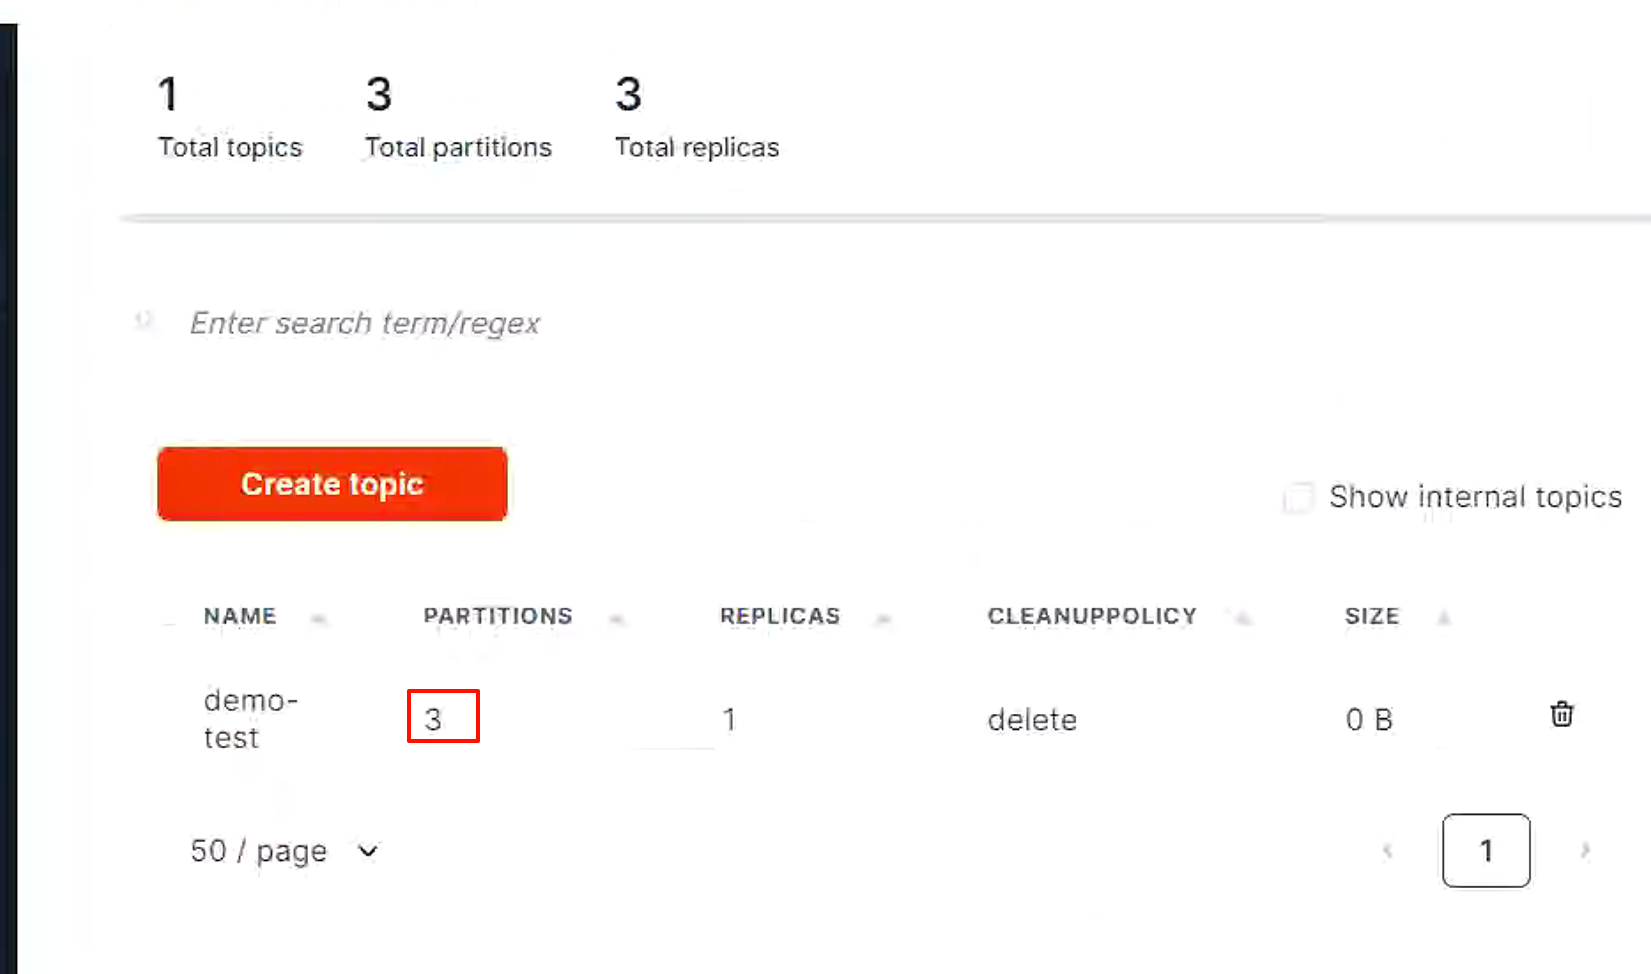 1 3 3
Total topics Total partitions Total replicas
Enter search term/regex
Create topic
Show internal topics
NAME PARTITIONS REPLICAS CLEANUPPOLICY SIZE
demo-
test 3 1 delete 0 B
50 / page 1